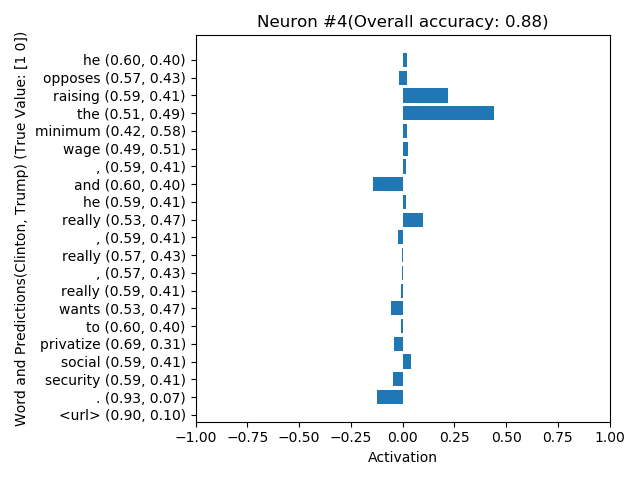 Neuron #4(Overall accuracy: 0.88)
Word and Predictions(Clinton, Trump) (True Value: [1 0])
he (0.60, 0.40)
opposes (0.57, 0.43)
raising (0.59, 0.41)
the (0.51, 0.49)
minimum (0.42, 0.58)
wage (0.49, 0.51)
, (0.59, 0.41)
and (0.60, 0.40)
he (0.59, 0.41)
really (0.53, 0.47)
, (0.59, 0.41)
really (0.57, 0.43)
, (0.57, 0.43)
really (0.59, 0.41)
wants (0.53, 0.47)
to (0.60, 0.40)
privatize (0.69, 0.31)
social (0.59, 0.41)
security (0.59, 0.41)
. (0.93, 0.07)
<url> (0.90, 0.10)
−1.00 −0.75 −0.50 −0.25 0.00 0.25 0.50 0.75 1.00
Activation